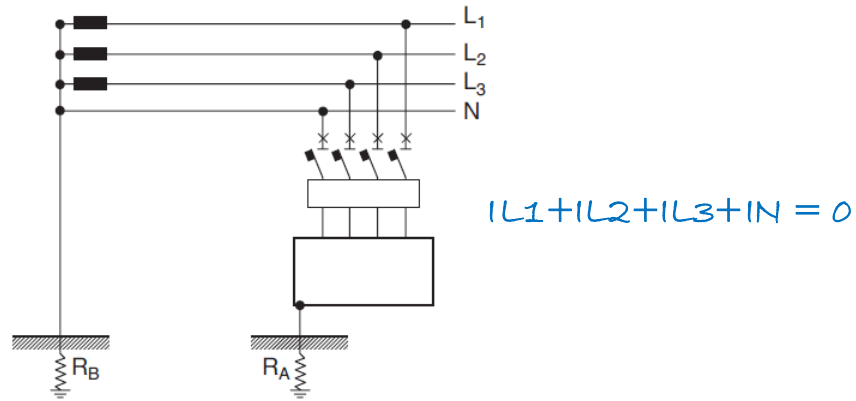 L1
L2
L3
N
IL1+IL2+IL3+IN = 0
RB
RA